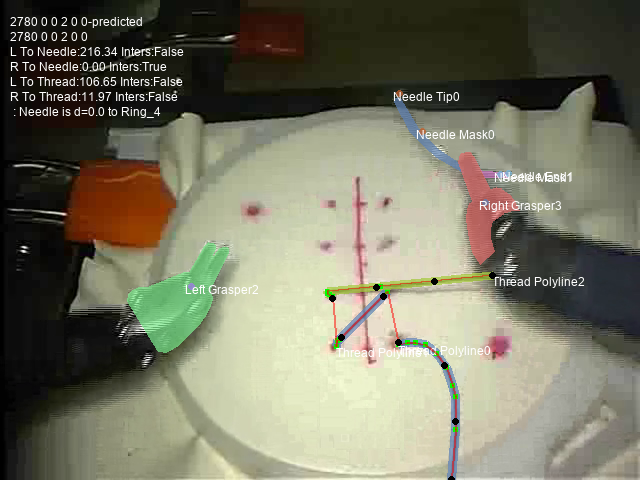 2780 0 0 2 0 0-predicted
2780 0 0 2 0 0
L To Needle:216.34 Inters:False
R To Needle:0.00 Inters:True
L To Thread:106.65 Inters:False
R To Thread:11.97 Inters:False
: Needle is d=0.0 to Ring_4
Needle Tip0
Needle Mask0
Needle End1
Right Grasper3
Thread Polyline2
Left Grasper2
Thread Polyline0